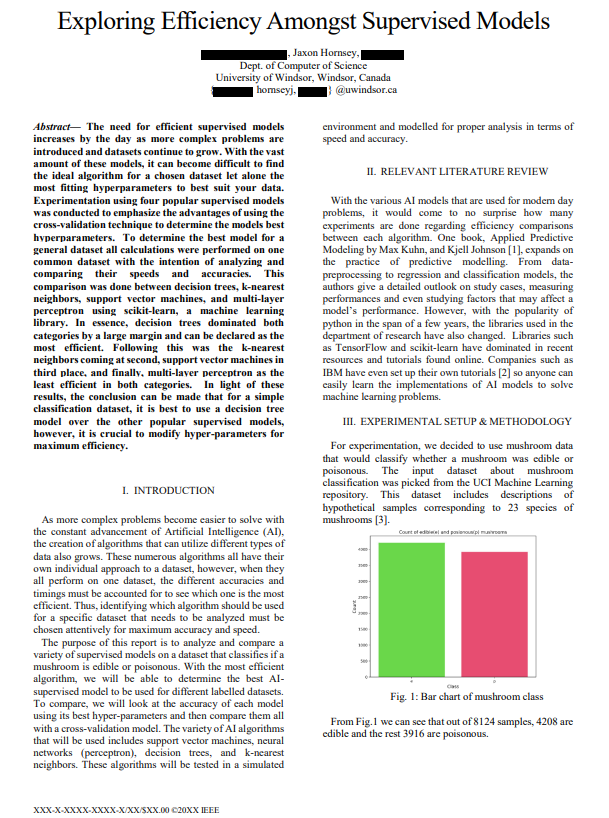 Exploring Efficiency Amongst Supervised Models
, Jaxon Hornsey,
Dept. of Computer of Science
University of Windsor, Windsor, Canada
{ hornseyj, } @uwindsor.ca
Abstract— The need for efficient supervised models
increases by the day as more complex problems are
introduced and datasets continue to grow. With the vast
amount of these models, it can become difficult to find
the ideal algorithm for a chosen dataset let alone the
most fitting hyperparameters to best suit your data.
Experimentation using four popular supervised models
was conducted to emphasize the advantages of using the
cross-validation technique to determine the models best
hyperparameters. To determine the best model for a
general dataset all calculations were performed on one
common dataset with the intention of analyzing and
comparing their speeds and accuracies. This
comparison was done between decision trees, k-nearest
neighbors, support vector machines, and multi-layer
perceptron using scikit-learn, a machine learning
library. In essence, decision trees dominated both
categories by a large margin and can be declared as the
most efficient. Following this was the k-nearest
neighbors coming at second, support vector machines in
third place, and finally, multi-layer perceptron as the
least efficient in both categories. In light of these
results, the conclusion can be made that for a simple
classification dataset, it is best to use a decision tree
model over the other popular supervised models,
however, it is crucial to modify hyper-parameters for
maximum efficiency.
I. INTRODUCTION
As more complex problems become easier to solve with
the constant advancement of Artificial Intelligence (AI),
the creation of algorithms that can utilize different types of
data also grows. These numerous algorithms all have their
own individual approach to a dataset, however, when they
all perform on one dataset, the different accuracies and
timings must be accounted for to see which one is the most
efficient. Thus, identifying which algorithm should be used
for a specific dataset that needs to be analyzed must be
chosen attentively for maximum accuracy and speed.
The purpose of this report is to analyze and compare a
variety of supervised models on a dataset that classifies if a
mushroom is edible or poisonous. With the most efficient
algorithm, we will be able to determine the best AI-
supervised model to be used for different labelled datasets.
To compare, we will look at the accuracy of each model
using its best hyper-parameters and then compare them all
with a cross-validation model. The variety of AI algorithms
that will be used includes support vector machines, neural
networks (perceptron), decision trees, and k-nearest
neighbors. These algorithms will be tested in a simulated
environment and modelled for proper analysis in terms of
speed and accuracy.
II. RELEVANT LITERATURE REVIEW
With the various AI models that are used for modern day
problems, it would come to no surprise how many
experiments are done regarding efficiency comparisons
between each algorithm. One book, Applied Predictive
Modeling by Max Kuhn, and Kjell Johnson [1], expands on
the practice of predictive modelling. From data-
preprocessing to regression and classification models, the
authors give a detailed outlook on study cases, measuring
performances and even studying factors that may affect a
model's performance. However, with the popularity of
python in the span of a few years, the libraries used in the
department of research have also changed. Libraries such
as TensorFlow and scikit-learn have dominated in recent
resources and tutorials found online. Companies such as
IBM have even set up their own tutorials [2] so anyone can
easily learn the implementations of AI models to solve
machine learning problems.
III. EXPERIMENTAL SETUP & METHODOLOGY
For experimentation, we decided to use mushroom data
that would classify whether a mushroom was edible or
poisonous. The input dataset about mushroom
classification was picked from the UCI Machine Learning
repository. This dataset includes descriptions of
hypothetical samples corresponding to 23 species of
mushrooms [3].
Count of edible(e) and poisonous(p) mushrooms
4000
3500
3000
2500
2000
1500
1000
500
0
Count
e
p
Class
Fig. 1: Bar chart of mushroom class
From Fig.1 we can see that out of 8124 samples, 4208 are
edible and the rest 3916 are poisonous.
XXX-X-XXXX-XXXX-X/XX/$XX.00 ©20XX IEEE